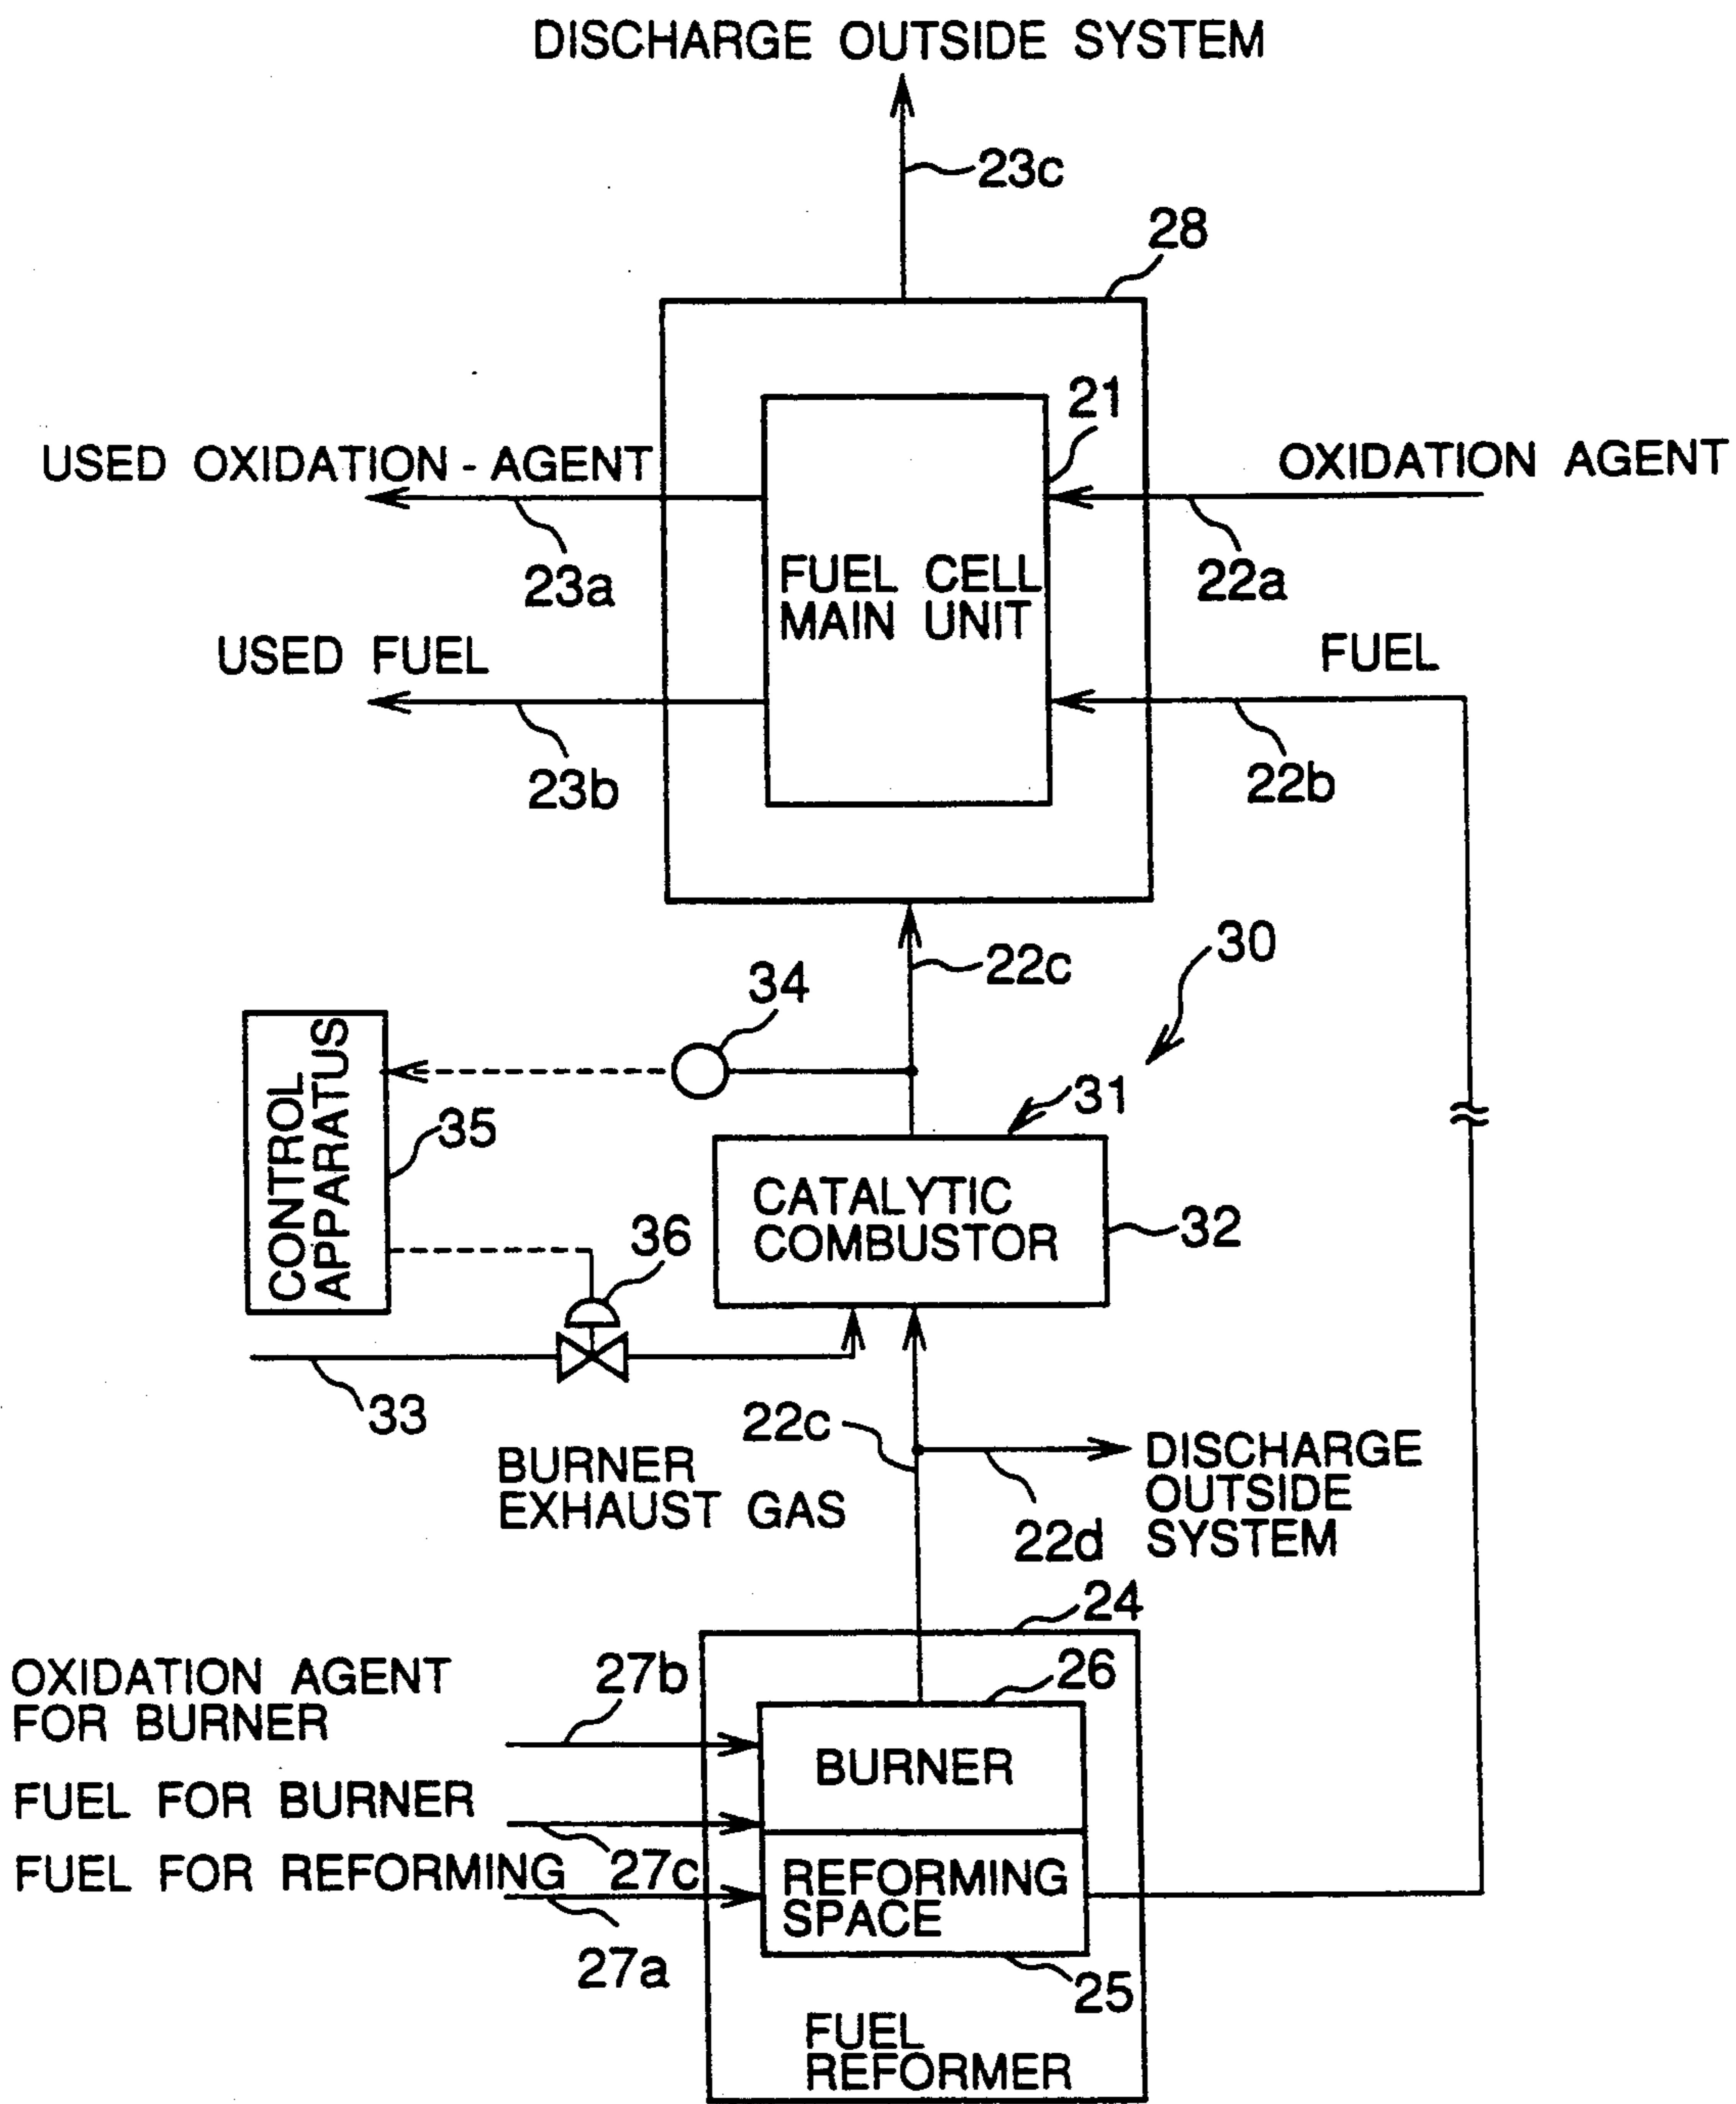 DISCHARGE OUTSIDE SYSTEM
23c
28
21
USED OXIDATION - AGENT
OXIDATION AGENT
FUEL CELL
MAIN UNIT
23a
22a
USED FUEL
FUEL
23b
22b
22c
30
34
CONTROL
APPARATUS
31
35
CATALYTIC
COMBUSTOR
32
36
33
22c
BURNER
EXHAUST GAS
DISCHARGE
OUTSIDE
SYSTEM
22d
24
OXIDATION AGENT
FOR BURNER
27b
26
BURNER
FUEL FOR BURNER
27c
FUEL FOR REFORMING
REFORMING
SPACE
27a
25
FUEL
REFORMER